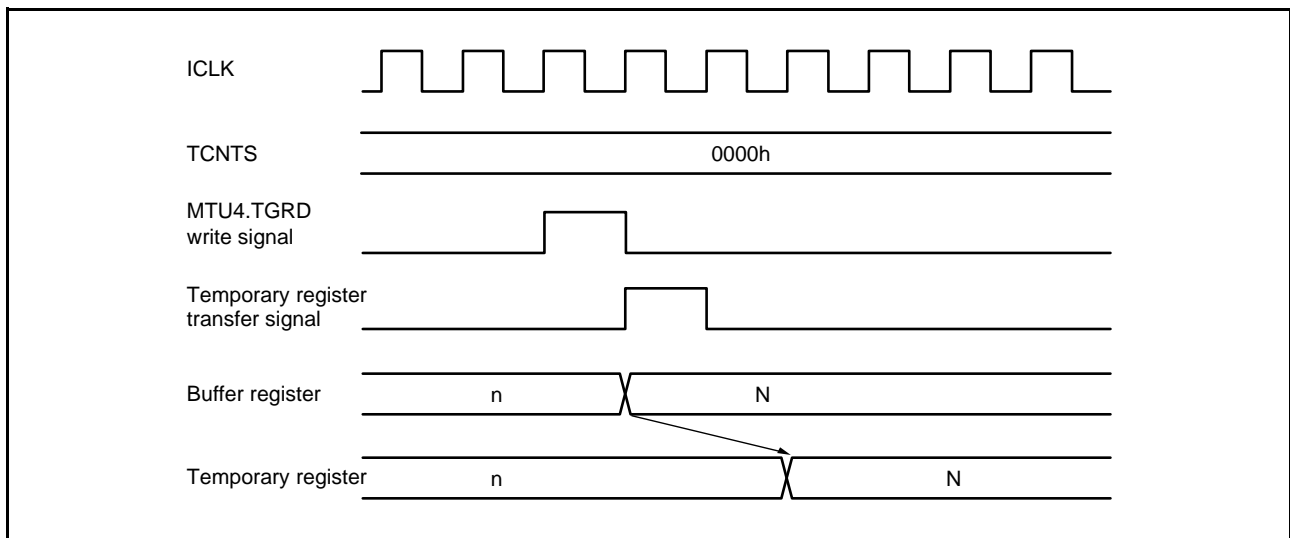 ICLK
TCNTS
0000h
MTU4.TGRD
write signal
Temporary register
transfer signal
Buffer register
n
N
Temporary register
n
N